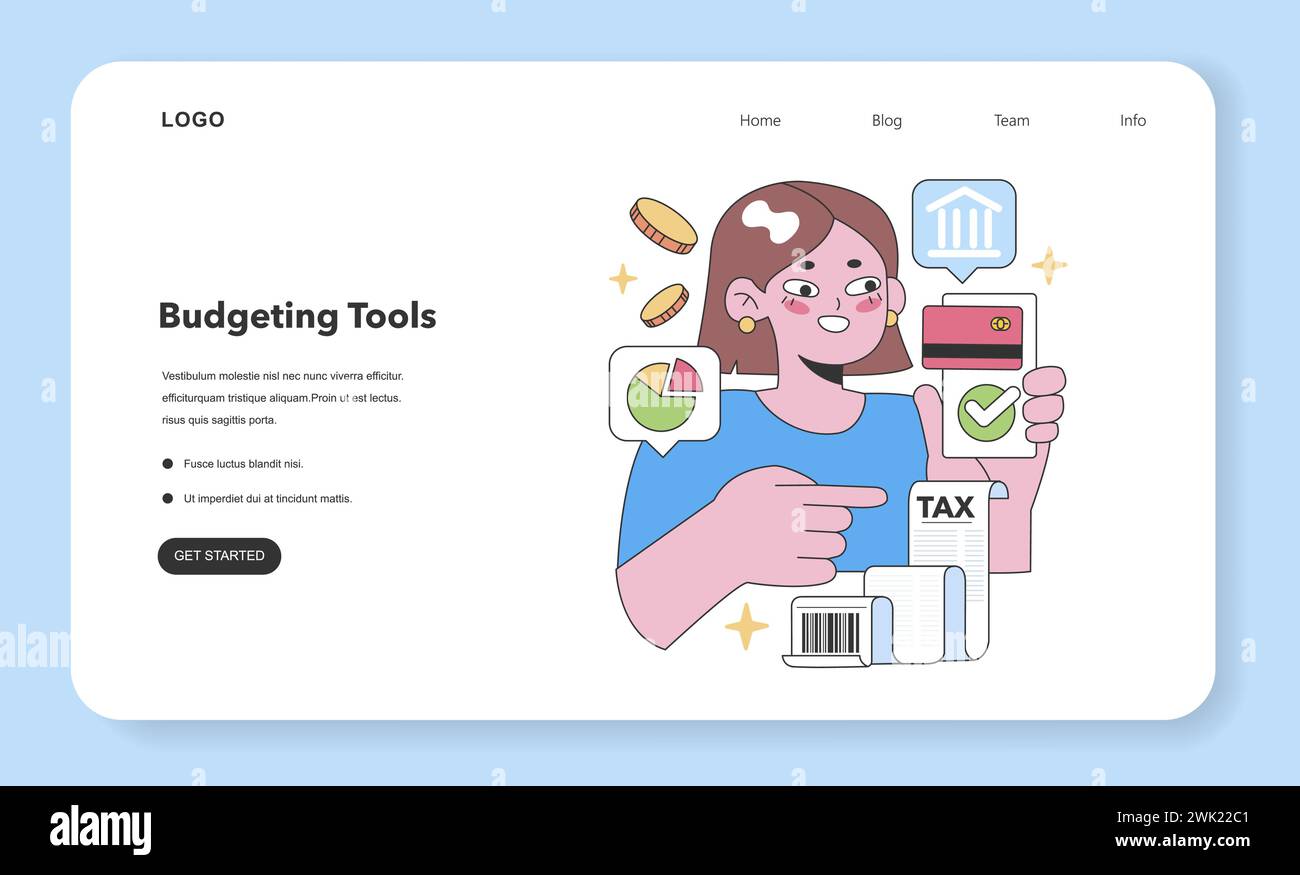 LOGO
Home Blog Team Info
Budgeting Tools
Vestibulum molestie nisl nec nunc viverra efficitur.
efficiturquam tristique aliquam.Proin ut est lectus.
risus quis sagittis porta.
Fusce luctus blandit nisi.
Ut imperdiet dui at tincidunt mattis.
GET STARTED
TAX
alamy
a
alamy
Image ID: 2WK22C1
www.alamy.com